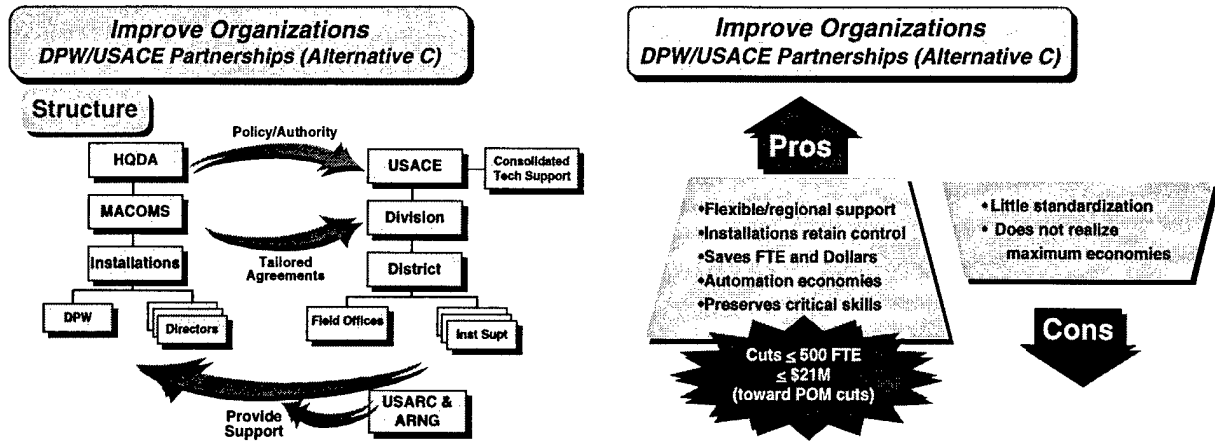 Improve Organizations
DPW/USACE Partnerships (Alternative C)
Structure
Policy/Authority
HQDA
USACE
Consolidated
Tech Support
MACOMS
Division
Installations
Tailored
Agreements
District
DPW
Directors
Field Offices
Inst Supt
Provide
Support
USARC &
ARNG
Improve Organizations
DPW/USACE Partnerships (Alternative C)
Pros
•Flexible/regional support
•Installations retain control
•Saves FTE and Dollars
•Automation economies
•Preserves critical skills
Cuts ≤ 500 FTE
≤ $21M
(toward POM cuts)
• Little standardization
• Does not realize
maximum economies
Cons